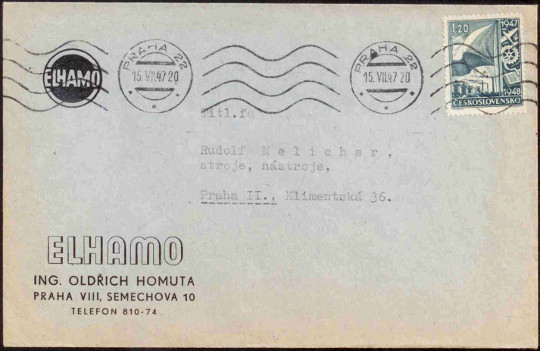 ELHAMO
PRAHA 22
15.VII.47 20
PRAHA 22
15.VII.47 20
1947
1,20
1948
ČESKOSLOVENSKO
Titl.fa
Rudolf Melichar,
stroje, nástroje,
Praha II., Klimentská 36.
ELHAMO
ING. OLDŘICH HOMUTA
PRAHA VIII, SEMECHOVA 10
TELEFON 810-74